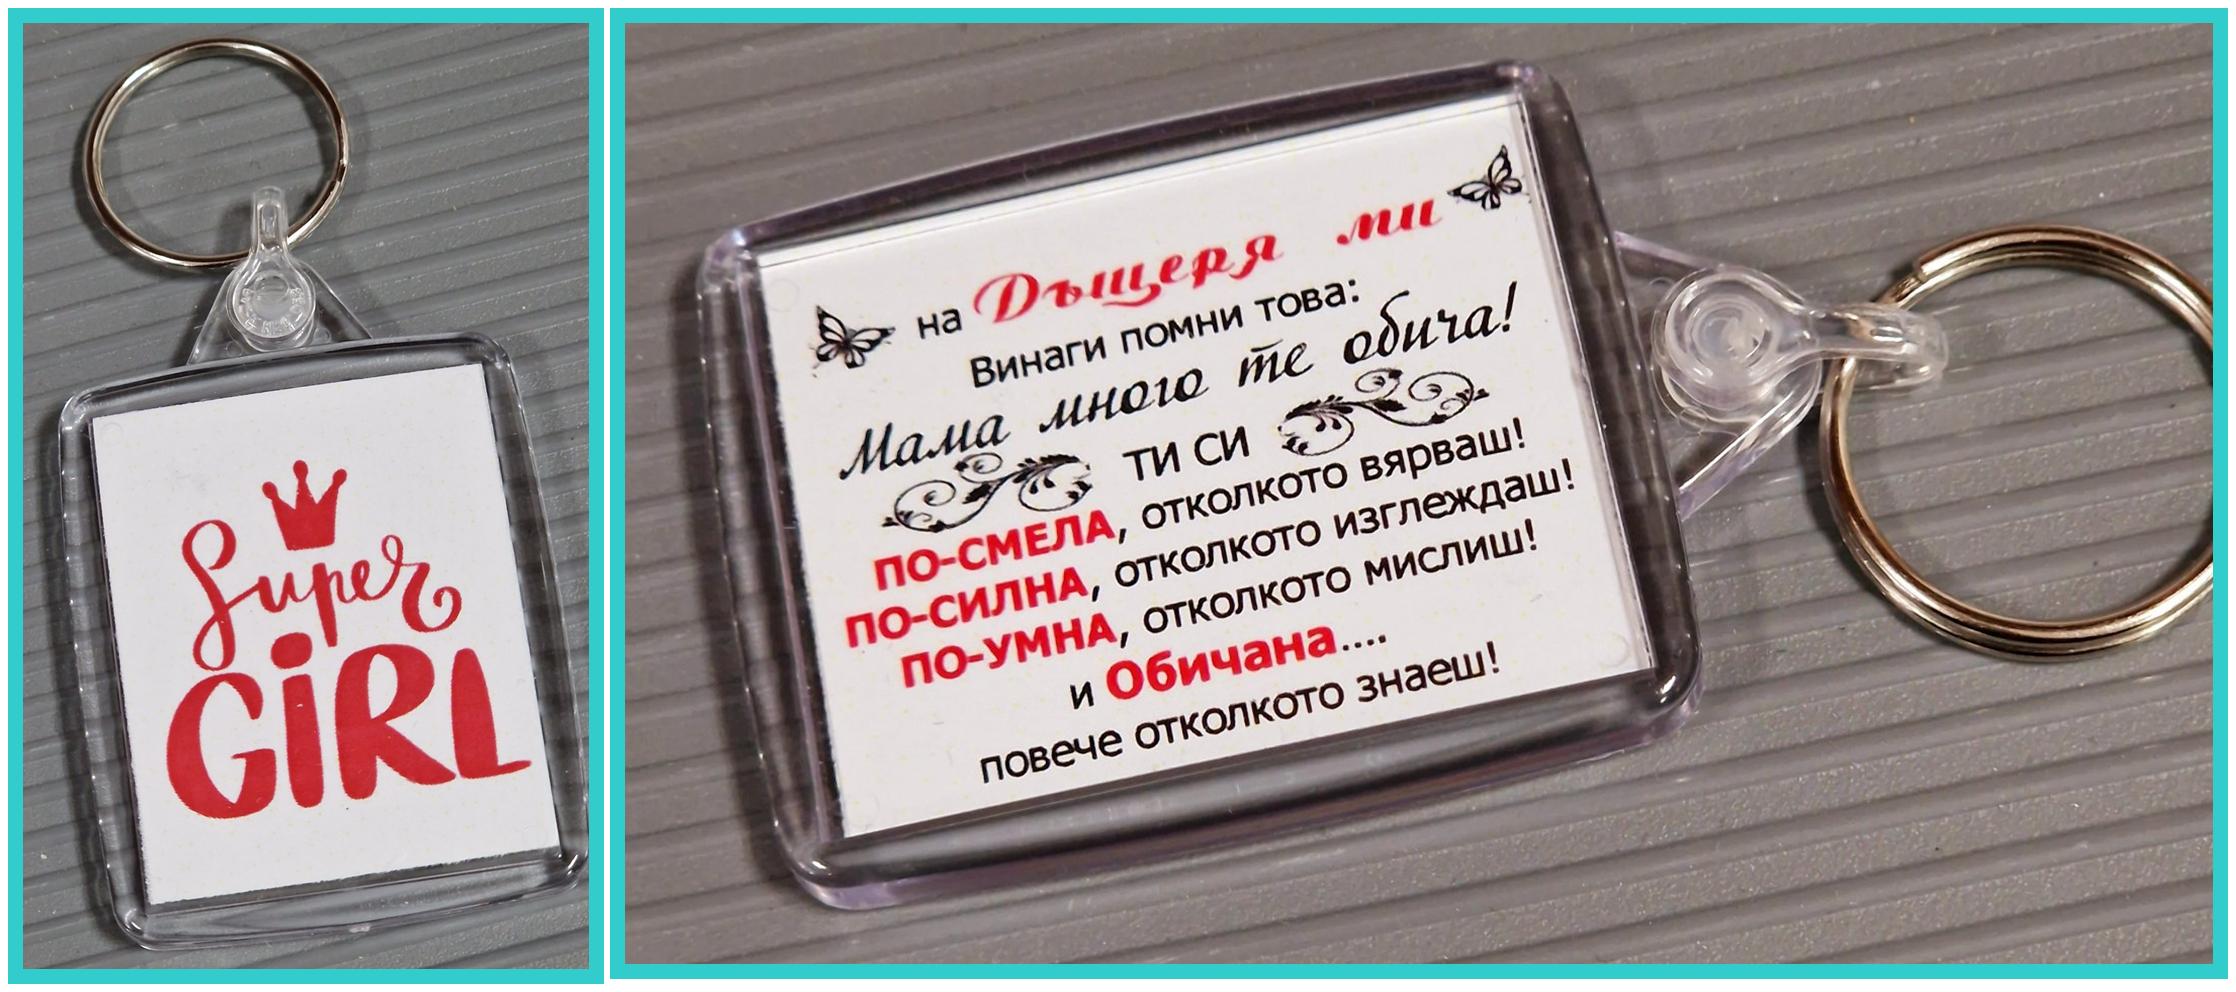 Super
GiRL
на Дъщеря ми
Винаги помни това:
Мама много те обича!
ТИ СИ
ПО-СМЕЛА, отколкото вярваш!
ПО-СИЛНА, отколкото изглеждаш!
ПО-УМНА, отколкото мислиш!
и Обичана....
повече отколкото знаеш!